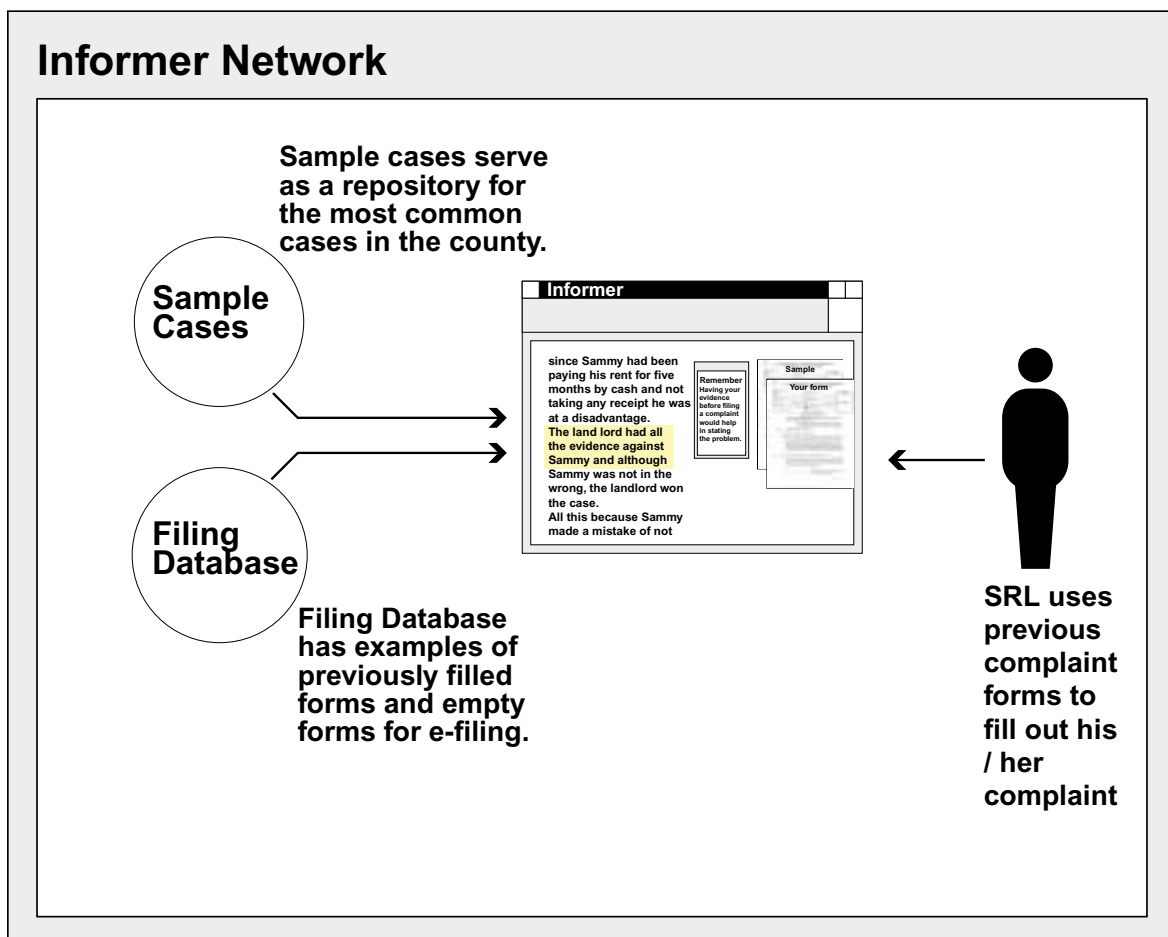 Informer Network
Sample cases serve
as a repository for
the most common
cases in the county.
Sample
Cases
Informer
since Sammy had been
paying his rent for five
months by cash and not
taking any receipt he was
at a disadvantage.
The land lord had all
the evidence against
Sammy and although
Sammy was not in the
wrong, the landlord won
the case.
All this because Sammy
made a mistake of not
Remember
Having your
evidence
before filing
a complaint
would help
in stating
the problem.
Sample
Your form
Filing
Database
Filing Database
has examples of
previously filled
forms and empty
forms for e-filing.
SRL uses
previous
complaint
forms to
fill out his
/ her
complaint